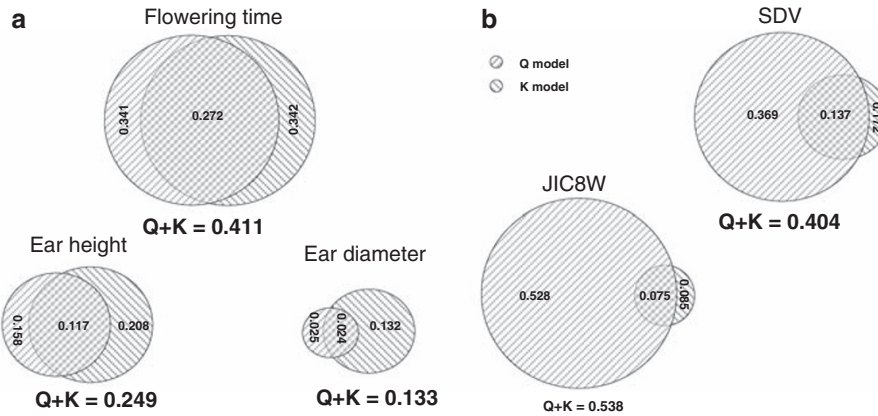 a
Flowering time
0.341
0.272
0.342
Q+K = 0.411
Ear height
0.158
0.117
0.208
Q+K = 0.249
Ear diameter
0.025
0.024
0.132
Q+K = 0.133
b
Q model
K model
SDV
0.369
0.137
Q+K = 0.404
JIC8W
0.528
0.075
0.085
Q+K = 0.538